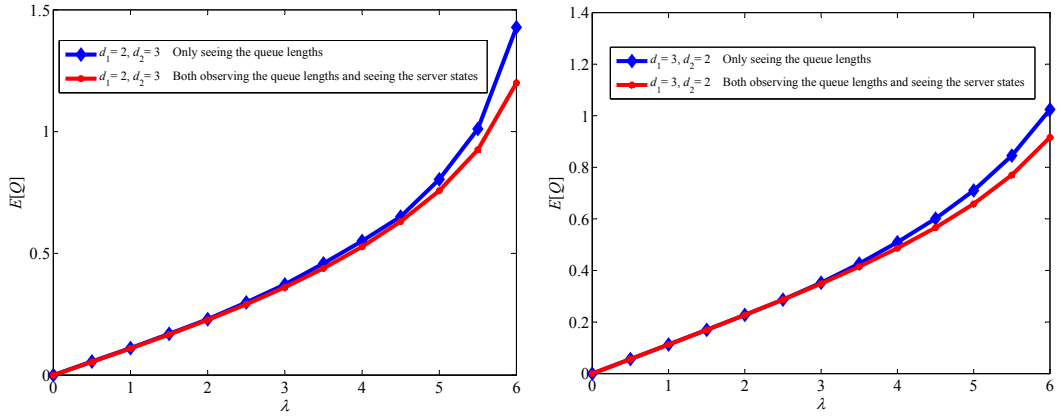 1.5
1
0.5
0
E[Q]
0 1 2 3 4 5 6
λ
d1= 2, d2= 3 Only seeing the queue lengths
d1= 2, d2= 3 Both observing the queue lengths and seeing the server states
1.4
1.2
1
0.8
0.6
0.4
0.2
0
E[Q]
0 1 2 3 4 5 6
λ
d1= 3, d2= 2 Only seeing the queue lengths
d1= 3, d2= 2 Both observing the queue lengths and seeing the server states